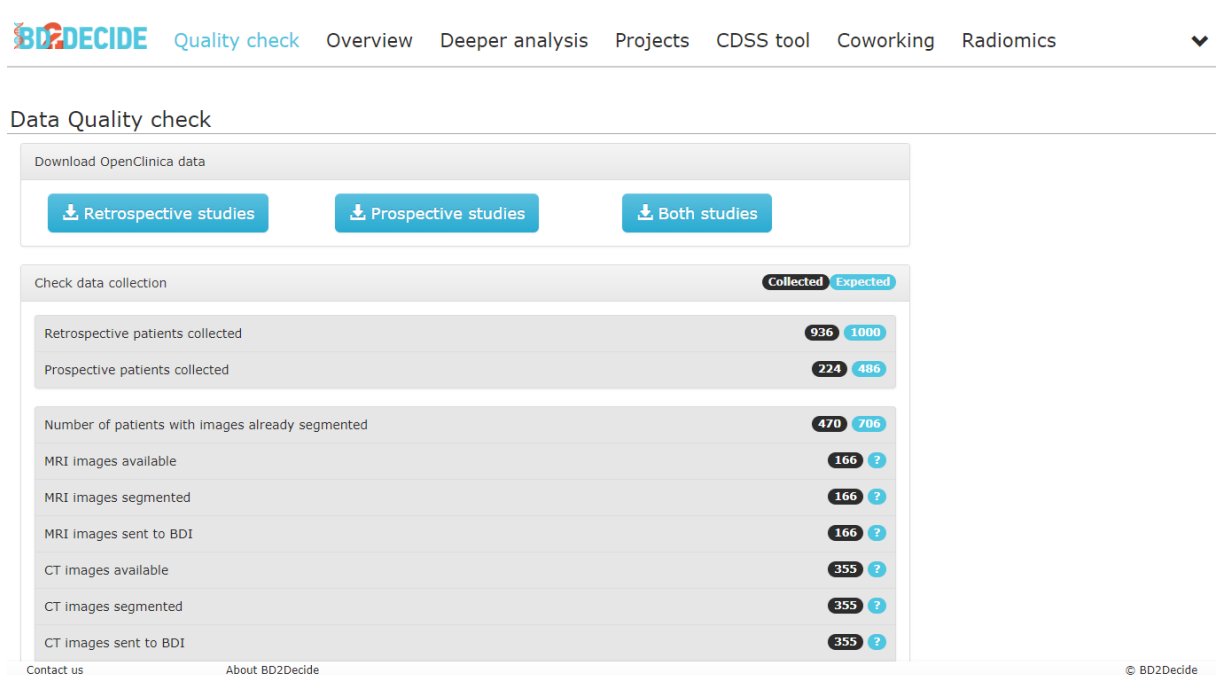 BD2DECIDE Quality check Overview Deeper analysis Projects CDSS tool Coworking Radiomics
Data Quality check
Download OpenClinica data
Retrospective studies Prospective studies Both studies
Check data collection Collected Expected
Retrospective patients collected 936 1000
Prospective patients collected 224 486
Number of patients with images already segmented 470 706
MRI images available 166 ?
MRI images segmented 166 ?
MRI images sent to BDI 166 ?
CT images available 355 ?
CT images segmented 355 ?
CT images sent to BDI 355 ?
Contact us About BD2Decide © BD2Decide